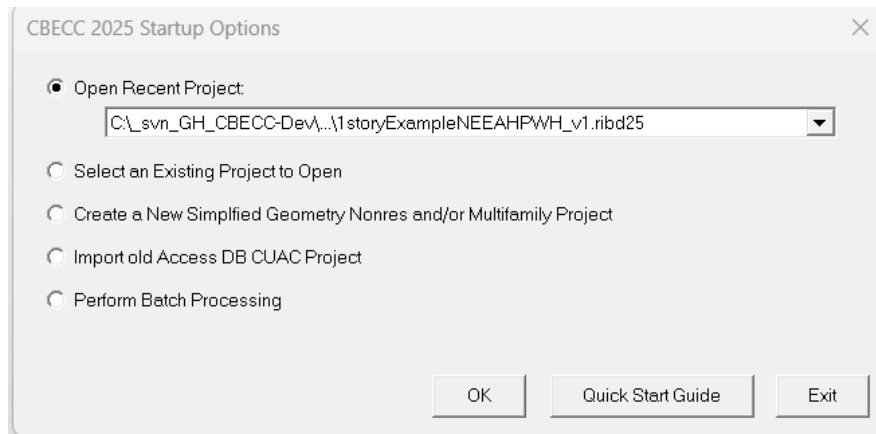 CBECC 2025 Startup Options
Open Recent Project:
C:\_svn_GH_CBECC-Dev\,...\1storyExampleNEEAHPWH_v1.ribd25
Select an Existing Project to Open
Create a New Simplfied Geometry Nonres and/or Multifamily Project
Import old Access DB CUAC Project
Perform Batch Processing
OK
Quick Start Guide
Exit